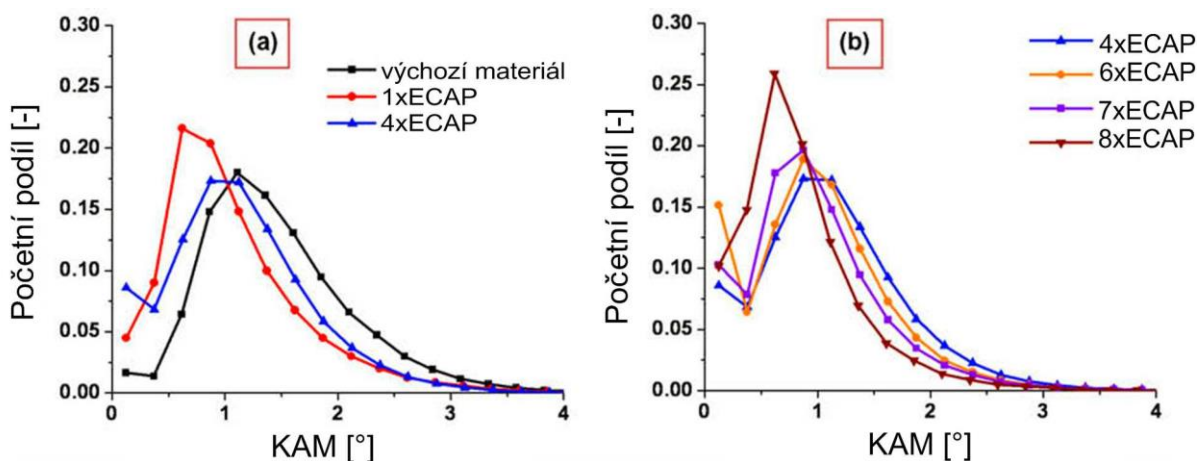 (a)
výchozí materiál
1xECAP
4xECAP
Početní podíl [-]
0.30
0.25
0.20
0.15
0.10
0.05
0.00
0 1 2 3 4
KAM [°]
(b)
4xECAP
6xECAP
7xECAP
8xECAP
Početní podíl [-]
0.30
0.25
0.20
0.15
0.10
0.05
0.00
0 1 2 3 4
KAM [°]